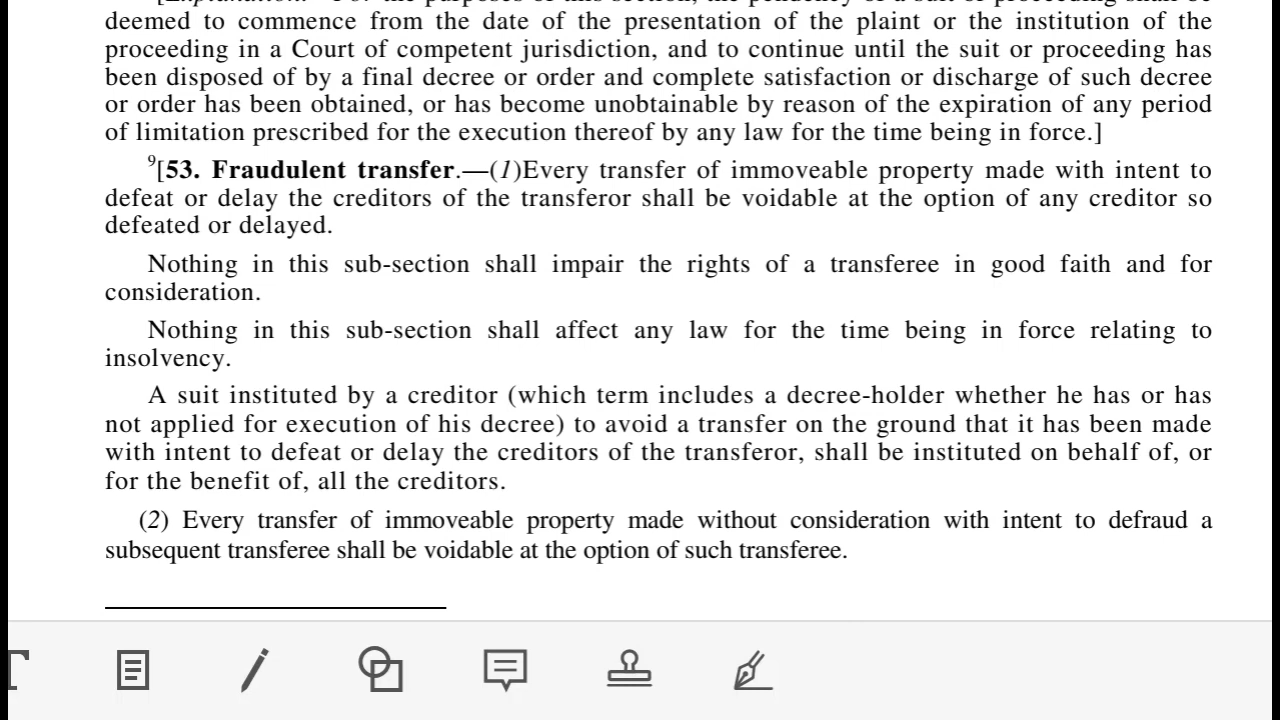 deemed to commence from the date of the presentation of the plaint or the institution of the
proceeding in a Court of competent jurisdiction, and to continue until the suit or proceeding has
been disposed of by a final decree or order and complete satisfaction or discharge of such decree
or order has been obtained, or has become unobtainable by reason of the expiration of any period
of limitation prescribed for the execution thereof by any law for the time being in force.]
9[53. Fraudulent transfer.—(1)Every transfer of immoveable property made with intent to
defeat or delay the creditors of the transferor shall be voidable at the option of any creditor so
defeated or delayed.
Nothing in this sub-section shall impair the rights of a transferee in good faith and for
consideration.
Nothing in this sub-section shall affect any law for the time being in force relating to
insolvency.
A suit instituted by a creditor (which term includes a decree-holder whether he has or has
not applied for execution of his decree) to avoid a transfer on the ground that it has been made
with intent to defeat or delay the creditors of the transferor, shall be instituted on behalf of, or
for the benefit of, all the creditors.
(2) Every transfer of immoveable property made without consideration with intent to defraud a
subsequent transferee shall be voidable at the option of such transferee.